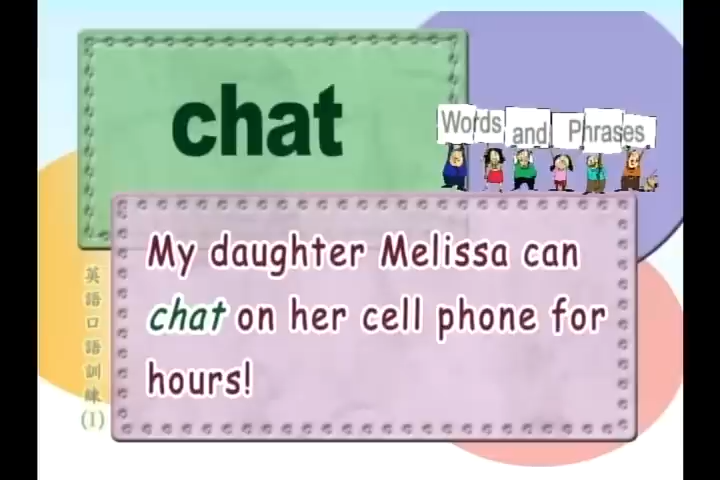 chat
Words and Phrases
My daughter Melissa can
chat on her cell phone for
hours!
英語口語訓練(1)